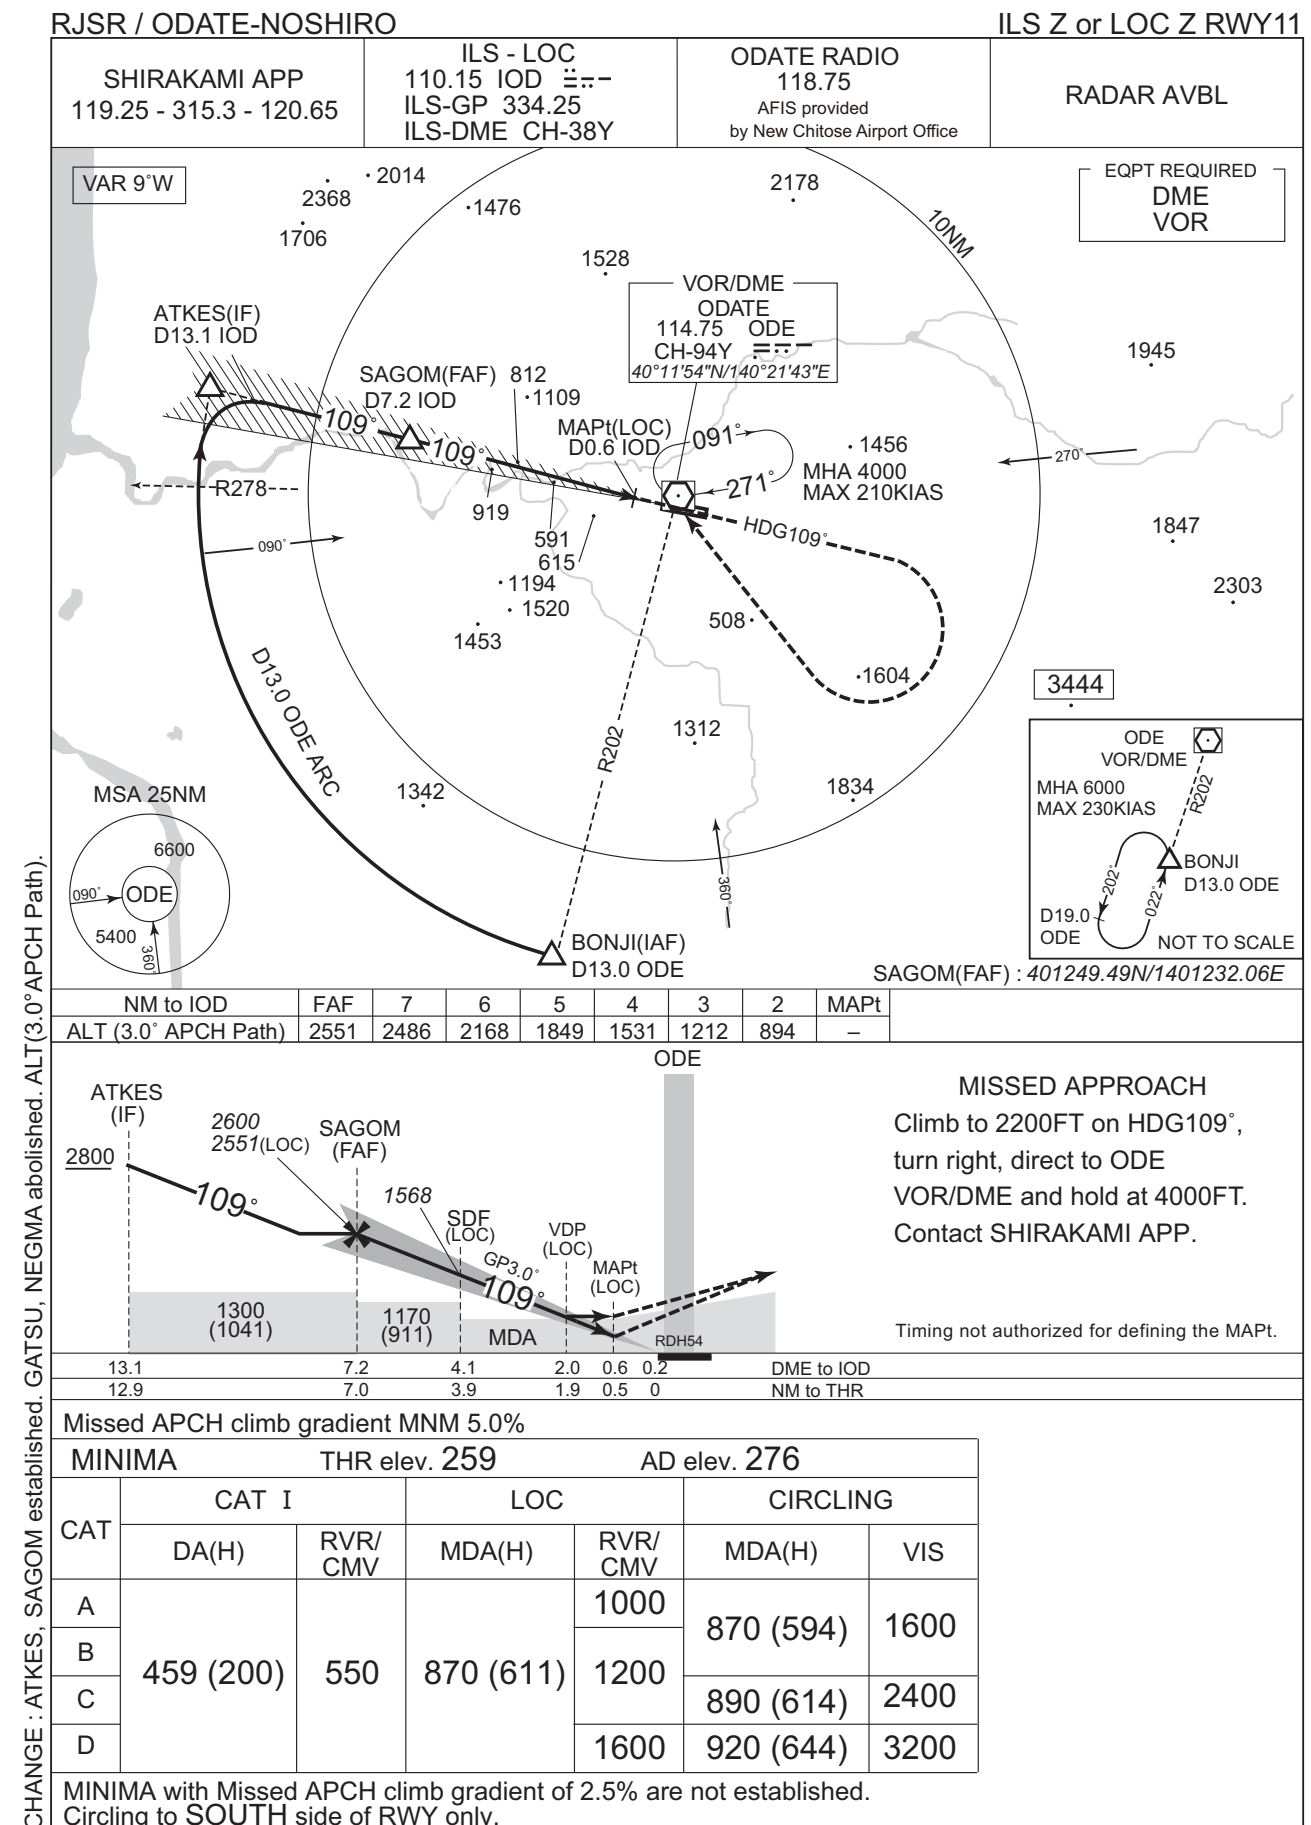 RJSR / ODATE-NOSHIRO
ILS Z or LOC Z RWY11
SHIRAKAMI APP
119.25 - 315.3 - 120.65
ILS - LOC
110.15 IOD
ILS-GP 334.25
ILS-DME CH-38Y
ODATE RADIO
118.75
AFIS provided
by New Chitose Airport Office
RADAR AVBL
VAR 9˚W
EQPT REQUIRED
DME
VOR
2014
2368
1706
1476
2178
10NM
1528
VOR/DME
ODATE
114.75 ODE
CH-94Y
40°11'54"N/140°21'43"E
ATKES(IF)
D13.1 IOD
1945
SAGOM(FAF)
D7.2 IOD
812
1109
109˚
109˚
MAPt(LOC)
D0.6 IOD
091˚
271˚
1456
MHA 4000
MAX 210KIAS
270˚
R278
919
591
615
HDG109˚
1847
090˚
1194
1520
1453
508
2303
1604
D13.0 ODE ARC
R202
1312
1342
1834
3444
360˚
MSA 25NM
6600
090˚
ODE
5400
360˚
BONJI(IAF)
D13.0 ODE
ODE
VOR/DME
MHA 6000
MAX 230KIAS
R202
BONJI
D13.0 ODE
202˚
022˚
D19.0
ODE
NOT TO SCALE
SAGOM(FAF) : 401249.49N/1401232.06E
NM to IOD FAF 7 6 5 4 3 2 MAPt
ALT (3.0˚ APCH Path) 2551 2486 2168 1849 1531 1212 894 –
ODE
ATKES
(IF)
2800
109˚
2600
2551(LOC)
SAGOM
(FAF)
1568
SDF
(LOC)
GP3.0˚
109˚
VDP
(LOC)
MAPt
(LOC)
1300
(1041)
1170
(911)
MDA
RDH54
MISSED APPROACH
Climb to 2200FT on HDG109˚,
turn right, direct to ODE
VOR/DME and hold at 4000FT.
Contact SHIRAKAMI APP.
Timing not authorized for defining the MAPt.
13.1 7.2 4.1 2.0 0.6 0.2 DME to IOD
12.9 7.0 3.9 1.9 0.5 0 NM to THR
Missed APCH climb gradient MNM 5.0%
MINIMA THR elev. 259 AD elev. 276
CAT
CAT I
LOC
CIRCLING
DA(H)
RVR/
CMV
MDA(H)
RVR/
CMV
MDA(H)
VIS
A
B
C
D
459 (200)
550
870 (611)
1000
1200
1600
870 (594)
1600
890 (614)
2400
920 (644)
3200
MINIMA with Missed APCH climb gradient of 2.5% are not established.
Circling to SOUTH side of RWY only.
CHANGE : ATKES, SAGOM established. GATSU, NEGMA abolished. ALT(3.0˚APCH Path).